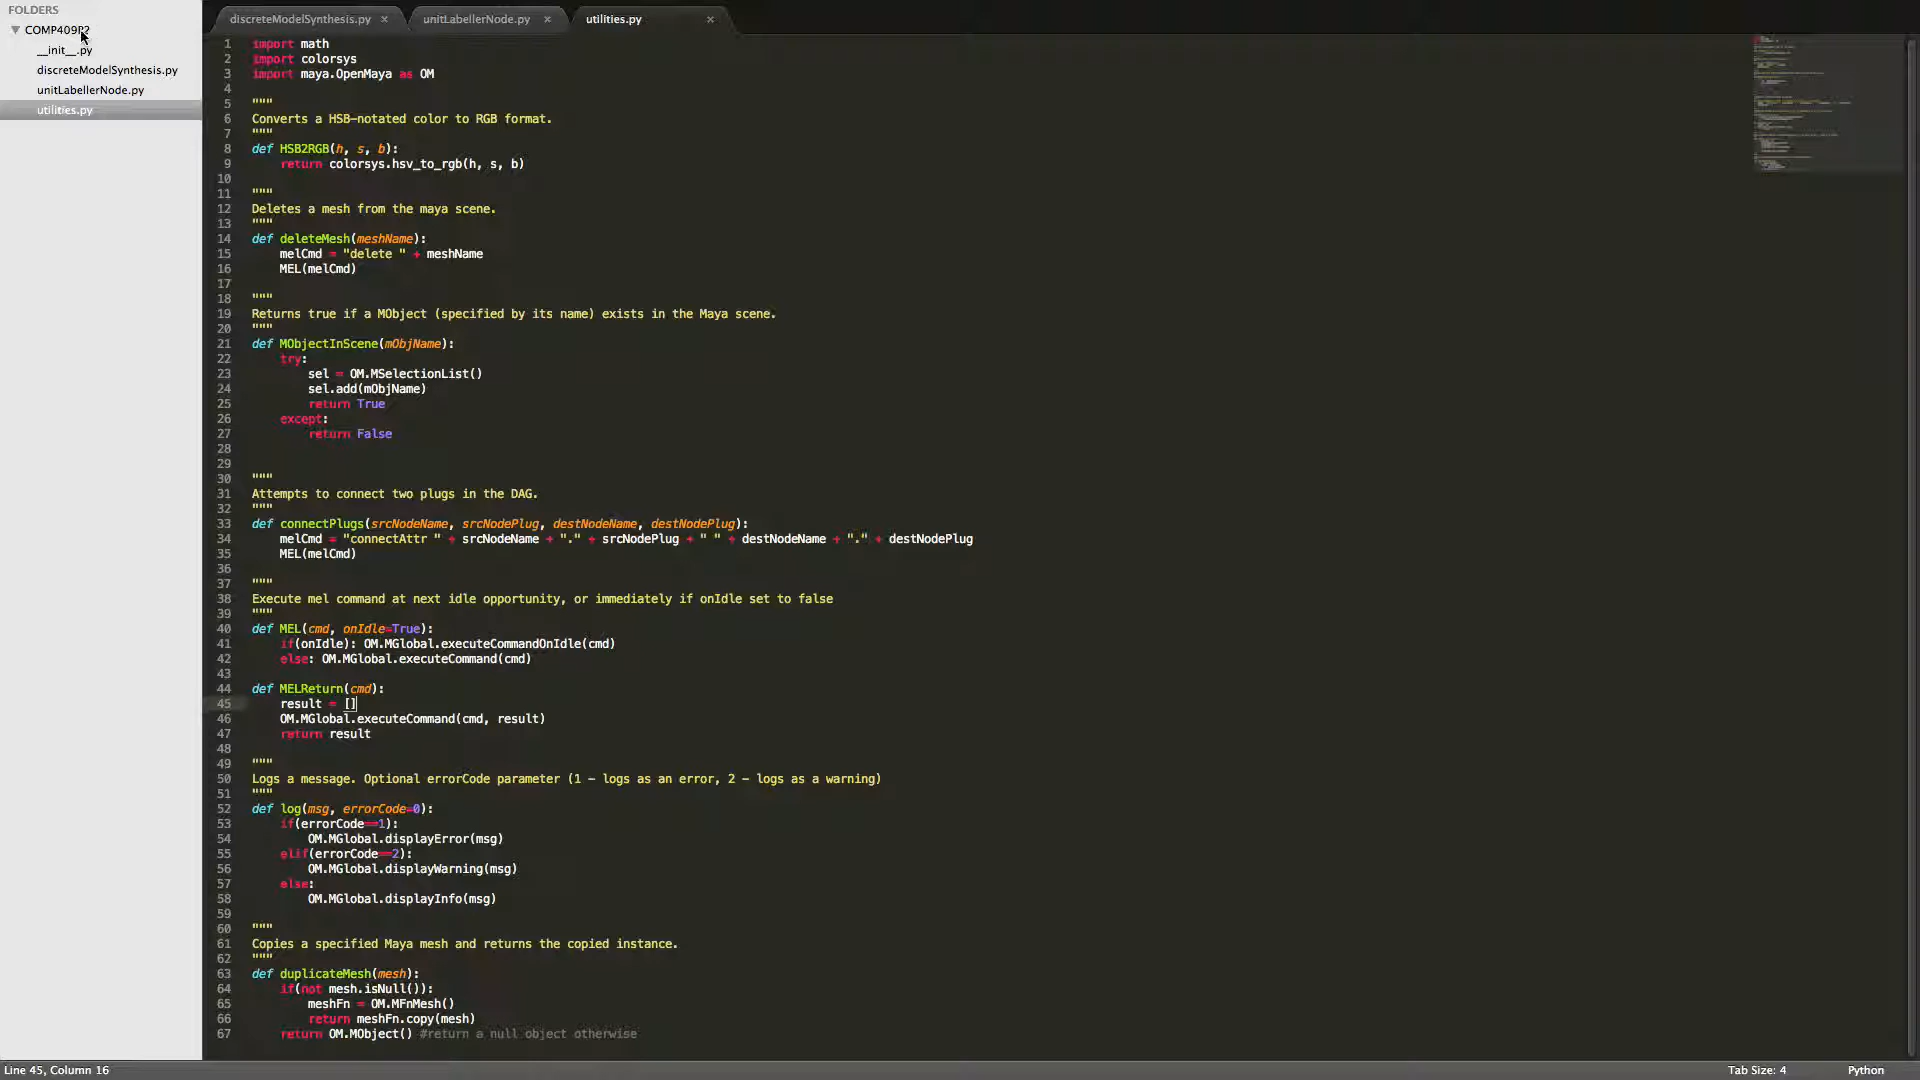 FOLDERS
COMP409P2
__init__.py
discreteModelSynthesis.py
unitLabellerNode.py
utilities.py
discreteModelSynthesis.py ×
unitLabellerNode.py ×
utilities.py ×
1 import math
2 import colorsys
3 import maya.OpenMaya as OM
4
5 """
6 Converts a HSB-notated color to RGB format.
7 """
8 def HSB2RGB(h, s, b):
9     return colorsys.hsv_to_rgb(h, s, b)
10
11 """
12 Deletes a mesh from the maya scene.
13 """
14 def deleteMesh(meshName):
15     melCmd = "delete " + meshName
16     MEL(melCmd)
17
18 """
19 Returns true if a MObject (specified by its name) exists in the Maya scene.
20 """
21 def MObjectInScene(mObjName):
22     try:
23         sel = OM.MSelectionList()
24         sel.add(mObjName)
25         return True
26     except:
27         return False
28
29
30 """
31 Attempts to connect two plugs in the DAG.
32 """
33 def connectPlugs(srcNodeName, srcNodePlug, destNodeName, destNodePlug):
34     melCmd = "connectAttr " + srcNodeName + "." + srcNodePlug + " " + destNodeName + "." + destNodePlug
35     MEL(melCmd)
36
37 """
38 Execute mel command at next idle opportunity, or immediately if onIdle set to false
39 """
40 def MEL(cmd, onIdle=True):
41     if(onIdle): OM.MGlobal.executeCommandOnIdle(cmd)
42     else: OM.MGlobal.executeCommand(cmd)
43
44 def MELReturn(cmd):
45     result = []
46     OM.MGlobal.executeCommand(cmd, result)
47     return result
48
49 """
50 Logs a message. Optional errorCode parameter (1 - logs as an error, 2 - logs as a warning)
51 """
52 def log(msg, errorCode=0):
53     if(errorCode==1):
54         OM.MGlobal.displayError(msg)
55     elif(errorCode==2):
56         OM.MGlobal.displayWarning(msg)
57     else:
58         OM.MGlobal.displayInfo(msg)
59
60 """
61 Copies a specified Maya mesh and returns the copied instance.
62 """
63 def duplicateMesh(mesh):
64     if(not mesh.isNull()):
65         meshFn = OM.MFnMesh()
66         return meshFn.copy(mesh)
67     return OM.MObject() #return a null object otherwise
Line 45, Column 16
Tab Size: 4
Python